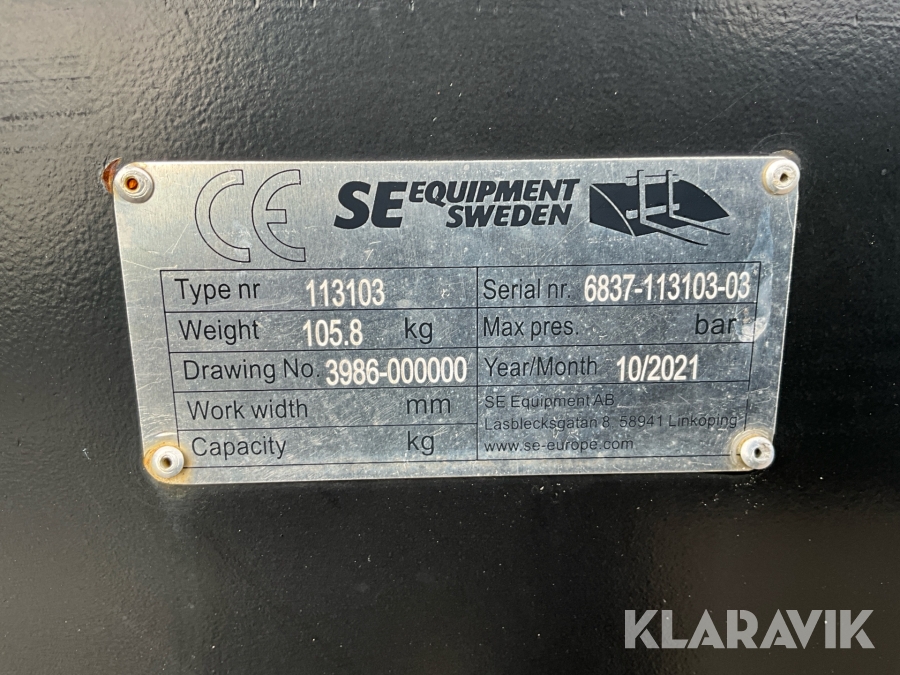 CE
SE EQUIPMENT
SWEDEN
Type nr 113103
Serial nr. 6837-113103-03
Weight 105.8 kg
Max pres. bar
Drawing No. 3986-000000
Year/Month 10/2021
Work width mm
Capacity kg
SE Equipment AB
Låsblecksgatan 8, 58941 Linköping
www.se-europe.com
KLARAVIK